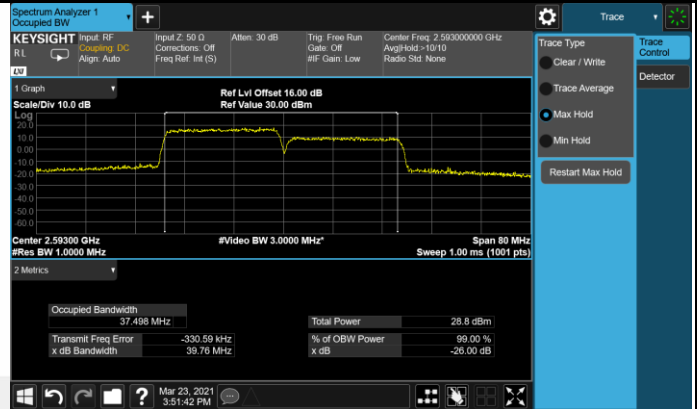 Spectrum Analyzer 1
Occupied BW
+
Trace
KEYSIGHT Input: RF Input Z: 50 Ω Atten: 30 dB Trig: Free Run Center Freq: 2.593000000 GHz
RL Coupling: DC Corrections: Off Gate: Off Avg|Hold:>10/10
Align: Auto Freq Ref: Int (S) #IF Gain: Low Radio Std: None
LXI
Trace Type
Clear / Write
Trace Average
Max Hold
Min Hold
Restart Max Hold
Trace
Control
Detector
1 Graph
Ref Lvl Offset 16.00 dB
Scale/Div 10.0 dB Ref Value 30.00 dBm
Log
20.0
10.0
0.00
-10.0
-20.0
-30.0
-40.0
-50.0
-60.0
Center 2.59300 GHz #Video BW 3.0000 MHz* Span 80 MHz
#Res BW 1.0000 MHz Sweep 1.00 ms (1001 pts)
2 Metrics
Occupied Bandwidth
37.498 MHz Total Power 28.8 dBm
Transmit Freq Error -330.59 kHz % of OBW Power 99.00 %
x dB Bandwidth 39.76 MHz x dB -26.00 dB
?
Mar 23, 2021
3:51:42 PM